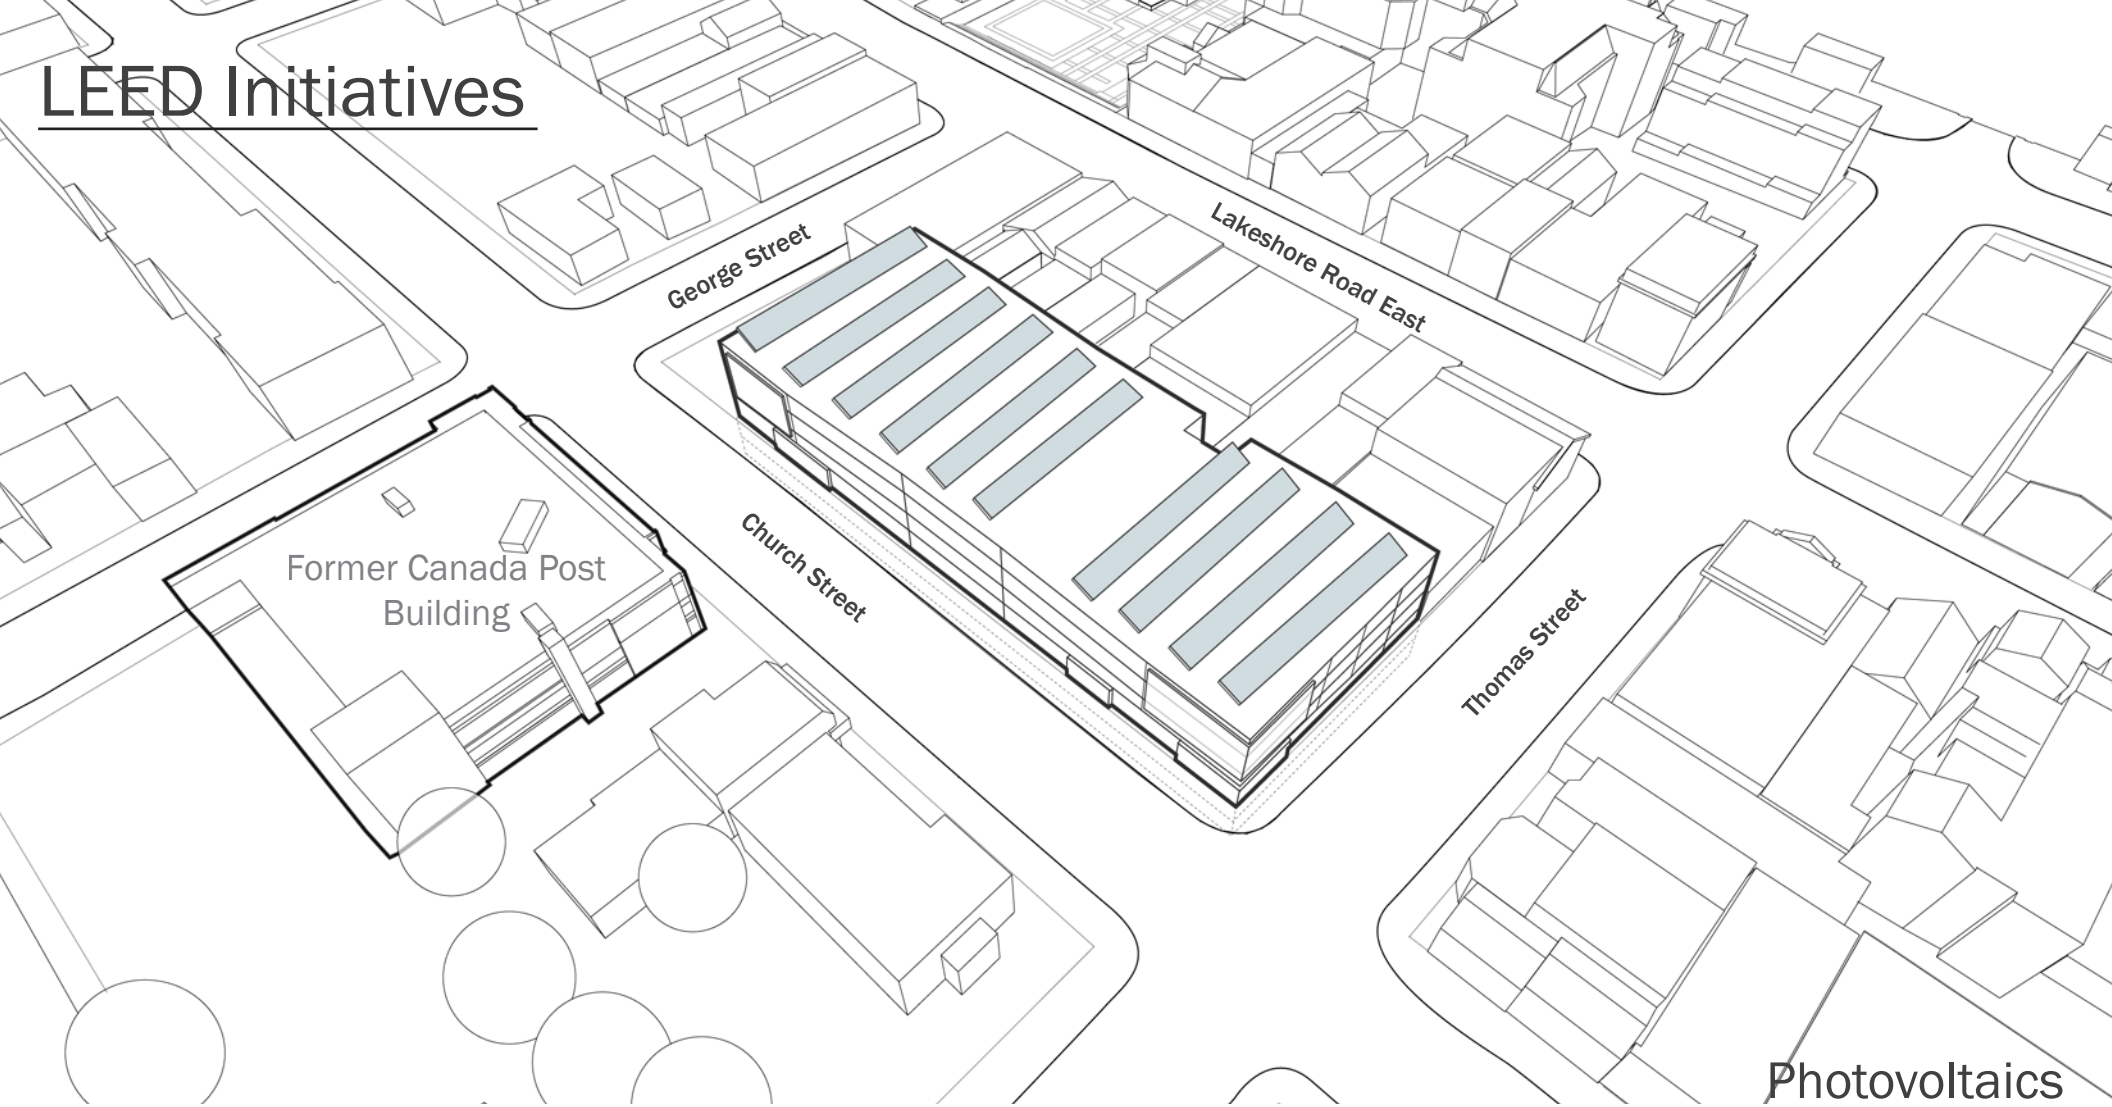 LEED Initiatives
George Street
Lakeshore Road East
Church Street
Former Canada Post
Building
Thomas Street
Photovoltaics